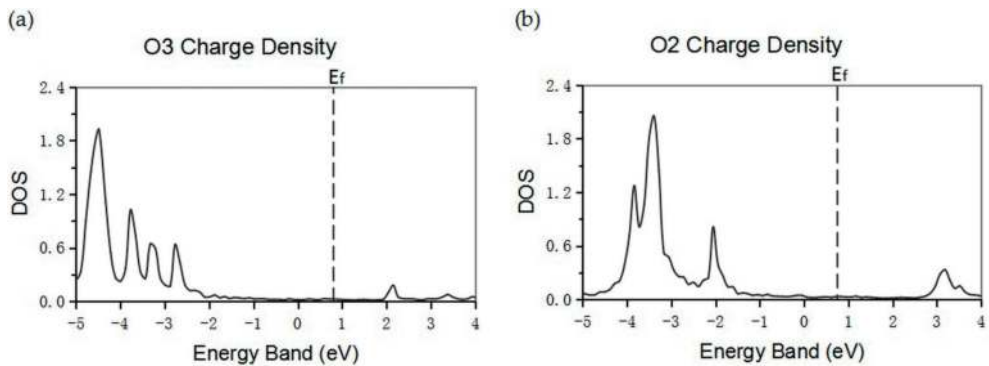 (a)
O3 Charge Density
Ef
2.4
1.8
1.2
0.6
0.0
DOS
-5 -4 -3 -2 -1 0 1 2 3 4
Energy Band (eV)
(b)
O2 Charge Density
Ef
2.4
1.8
1.2
0.6
0.0
DOS
-5 -4 -3 -2 -1 0 1 2 3 4
Energy Band (eV)